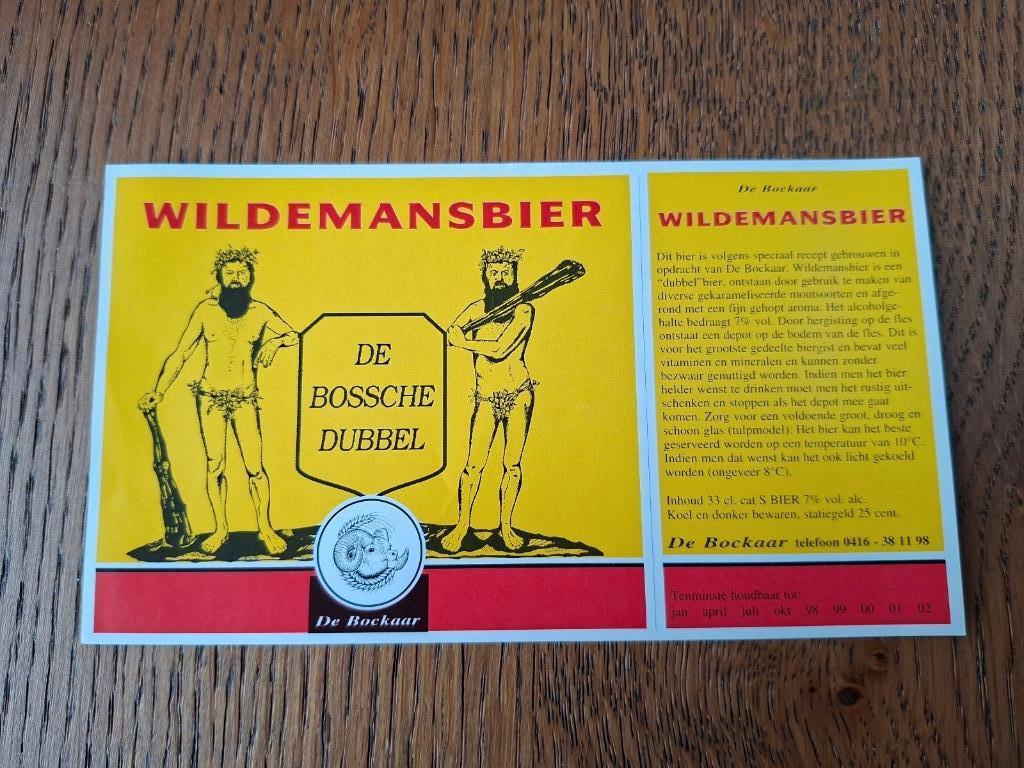 WILDEMANSBIER
DE
BOSSCHE
DUBBEL
De Bockaar
De Bockaar
WILDEMANSBIER
Dit bier is volgens speciaal recept gebrouwen in
opdracht van De Bockaar. Wildemansbier is een
"dubbel"bier, ontstaan door gebruik te maken van
diverse gekarameliseerde moutsoorten en afge-
rond met een fijn gehopt aroma. Het alcoholge-
halte bedraagt 7% vol. Door hergisting op de fles
ontstaat een depot op de bodem van de fles. Dit is
voor het grootste gedeelte biergist en bevat veel
vitaminen en mineralen en kunnen zonder
bezwaar genuttigd worden. Indien men het bier
helder wenst te drinken moet men het rustig uit-
schenken en stoppen als het depot mee gaat
komen. Zorg voor een voldoende groot, droog en
schoon glas (tulpmodel). Het bier kan het beste
geserveerd worden op een temperatuur van 10°C.
Indien men dat wenst kan het ook licht gekoeld
worden (ongeveer 8°C).
Inhoud 33 cl. cat S BIER 7% vol. alc.
Koel en donker bewaren, statiegeld 25 cent.
De Bockaar telefoon 0416 - 38 11 98
Tenminste houdbaar tot:
jan april juli okt 98 99 00 01 02